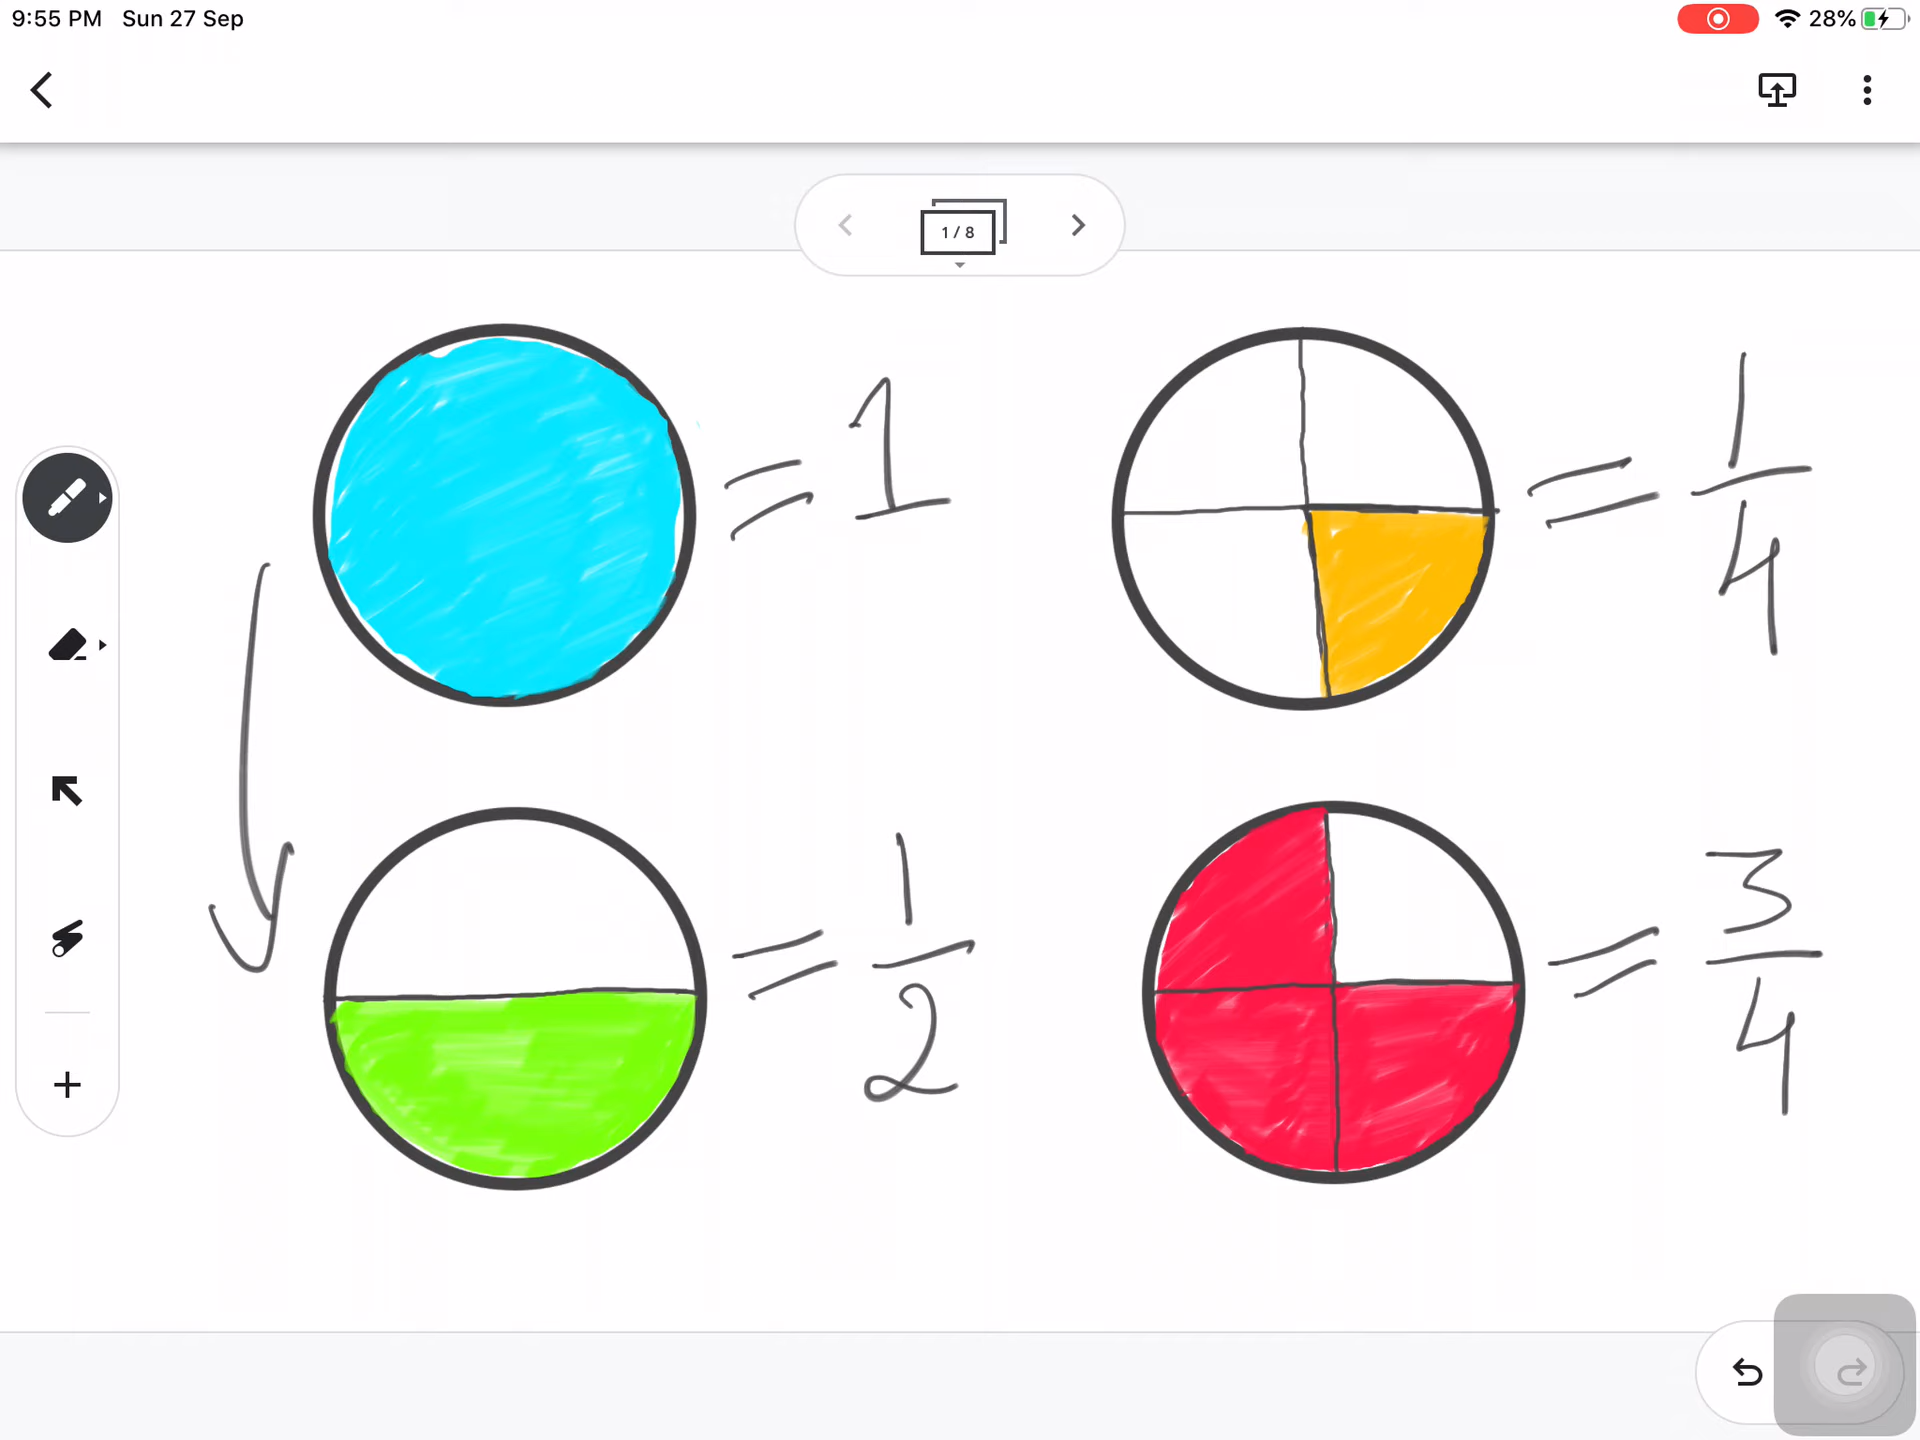 9:55 PM Sun 27 Sep
28%
1 / 8
= 1
= 1/4
= 1/2
= 3/4